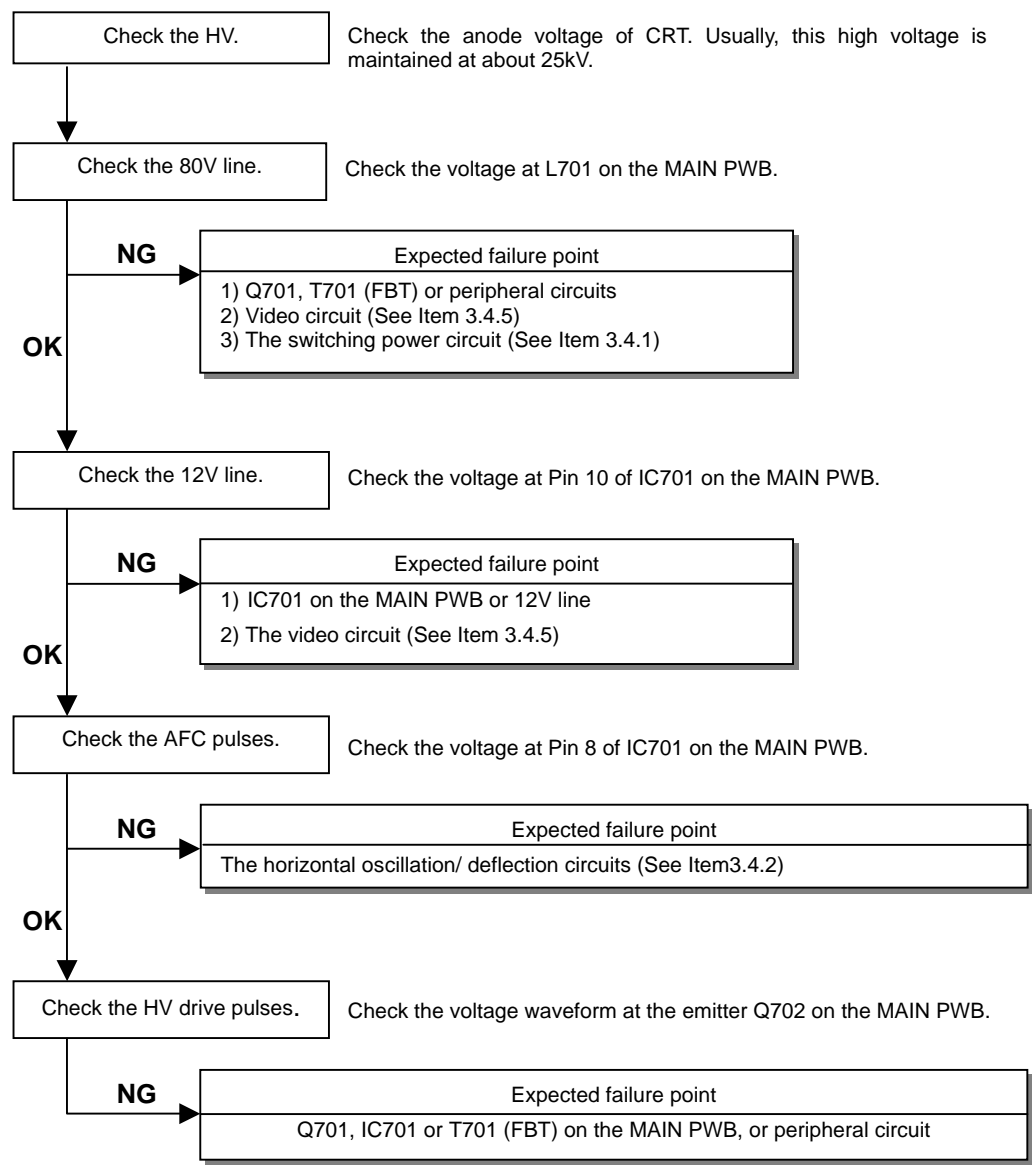 Check the HV.
Check the anode voltage of CRT. Usually, this high voltage is
maintained at about 25kV.
Check the 80V line.
Check the voltage at L701 on the MAIN PWB.
NG
Expected failure point
1) Q701, T701 (FBT) or peripheral circuits
2) Video circuit (See Item 3.4.5)
3) The switching power circuit (See Item 3.4.1)
OK
Check the 12V line.
Check the voltage at Pin 10 of IC701 on the MAIN PWB.
NG
Expected failure point
1) IC701 on the MAIN PWB or 12V line
2) The video circuit (See Item 3.4.5)
OK
Check the AFC pulses.
Check the voltage at Pin 8 of IC701 on the MAIN PWB.
NG
Expected failure point
The horizontal oscillation/ deflection circuits (See Item3.4.2)
OK
Check the HV drive pulses.
Check the voltage waveform at the emitter Q702 on the MAIN PWB.
NG
Expected failure point
Q701, IC701 or T701 (FBT) on the MAIN PWB, or peripheral circuit